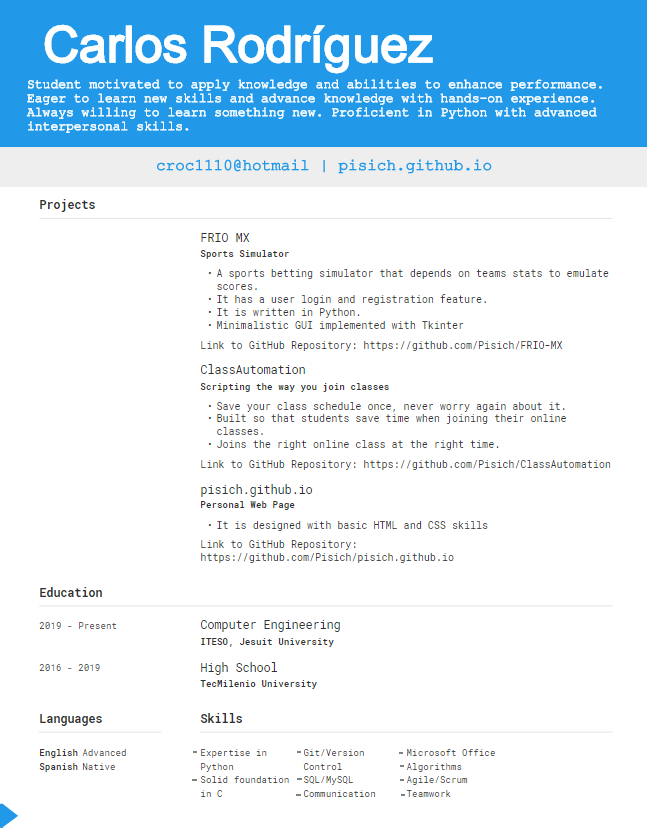 Carlos Rodríguez
Student motivated to apply knowledge and abilities to enhance performance.
Eager to learn new skills and advance knowledge with hands-on experience.
Always willing to learn something new. Proficient in Python with advanced
interpersonal skills.
croc1110@hotmail | pisich.github.io
Projects
FRIO MX
Sports Simulator
• A sports betting simulator that depends on teams stats to emulate
scores.
• It has a user login and registration feature.
• It is written in Python.
• Minimalistic GUI implemented with Tkinter
Link to GitHub Repository: https://github.com/Pisich/FRIO-MX
ClassAutomation
Scripting the way you join classes
• Save your class schedule once, never worry again about it.
• Built so that students save time when joining their online
classes.
• Joins the right online class at the right time.
Link to GitHub Repository: https://github.com/Pisich/ClassAutomation
pisich.github.io
Personal Web Page
• It is designed with basic HTML and CSS skills
Link to GitHub Repository:
https://github.com/Pisich/pisich.github.io
Education
2019 - Present
Computer Engineering
ITESO, Jesuit University
2016 - 2019
High School
TecMilenio University
Languages
English Advanced
Spanish Native
Skills
- Expertise in
Python
- Solid foundation
in C
- Git/Version
Control
- SQL/MySQL
- Communication
- Microsoft Office
- Algorithms
- Agile/Scrum
- Teamwork